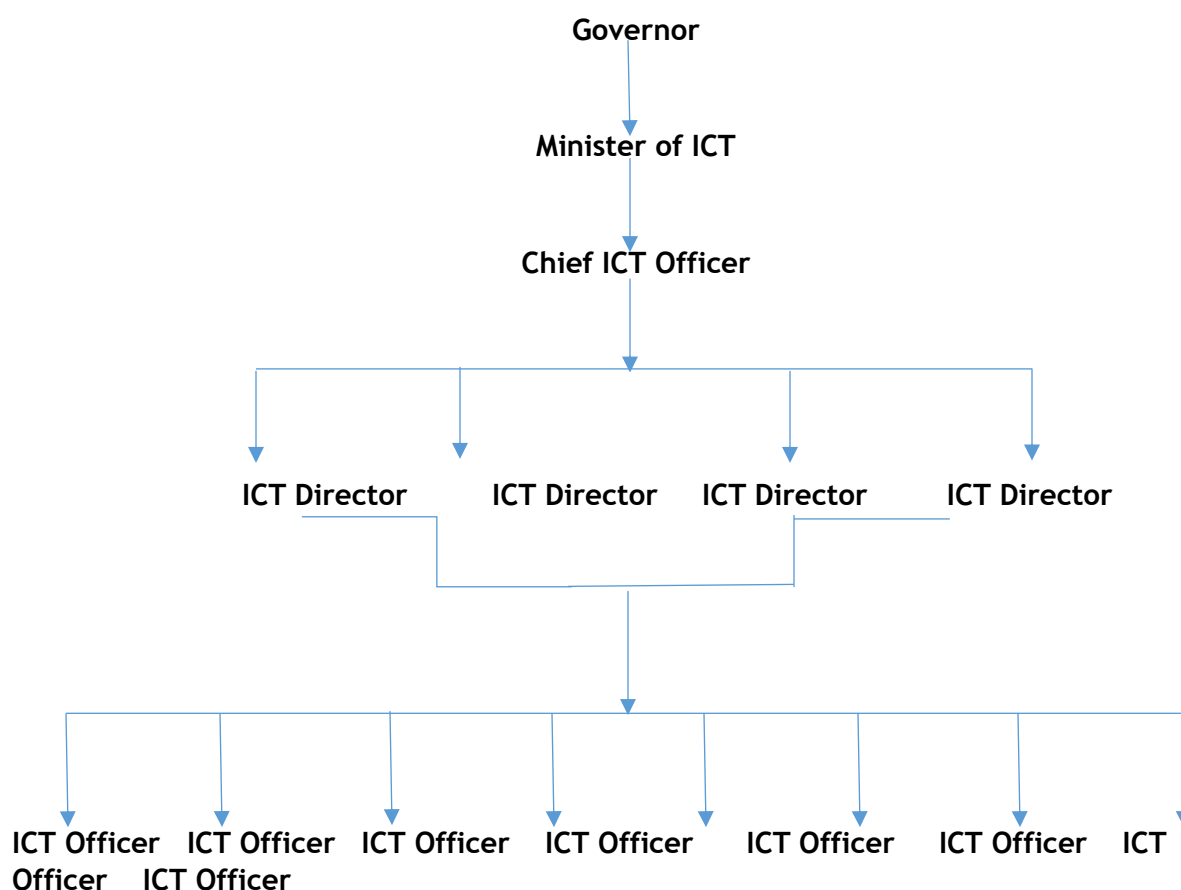 Governor
Minister of ICT
Chief ICT Officer
ICT Director ICT Director ICT Director ICT Director
ICT Officer ICT Officer ICT Officer ICT Officer ICT Officer ICT Officer ICT
Officer ICT Officer